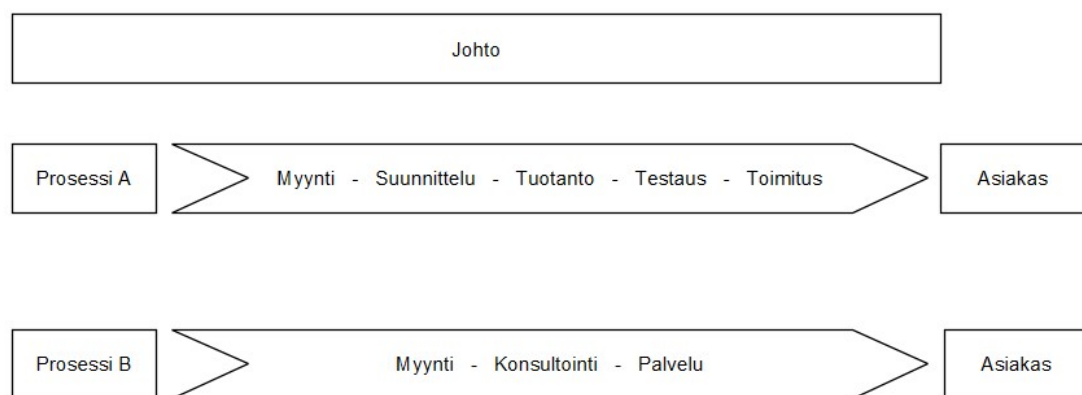 Johto
Prosessi A Myynti - Suunnittelu - Tuotanto - Testaus - Toimitus Asiakas
Prosessi B Myynti - Konsultointi - Palvelu Asiakas